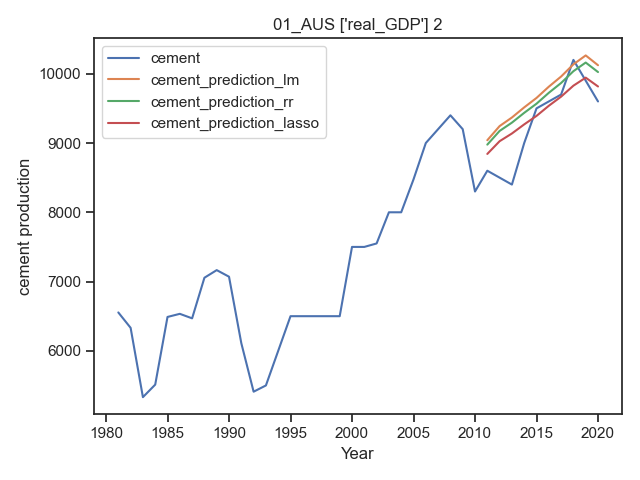 01_AUS ['real_GDP'] 2
cement
cement_prediction_lm
cement_prediction_rr
cement_prediction_lasso
cement production
10000
9000
8000
7000
6000
1980 1985 1990 1995 2000 2005 2010 2015 2020
Year